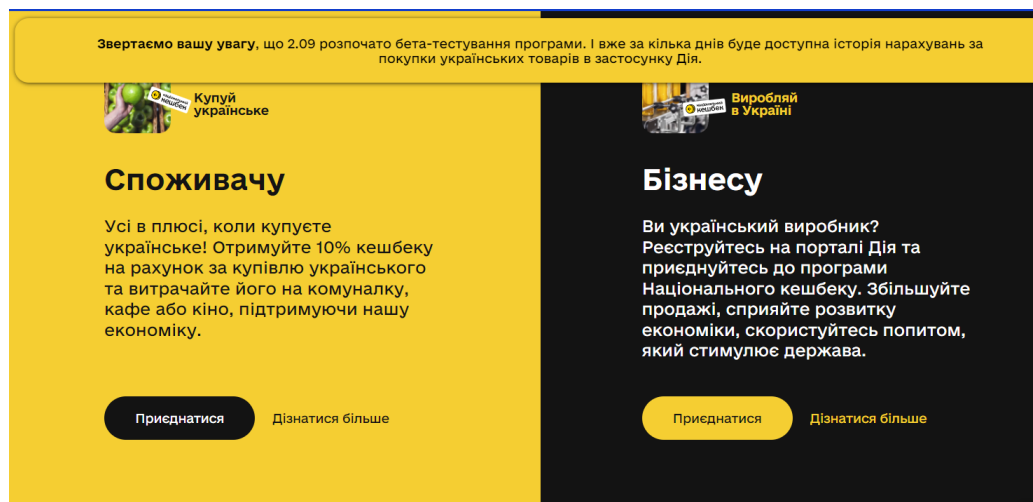 Звертаємо вашу увагу, що 2.09 розпочато бета-тестування програми. І вже за кілька днів буде доступна історія нарахувань за
покупки українських товарів в застосунку Дія.
кешбек
Купуй
українське
Споживачу
Усі в плюсі, коли купуєте
українське! Отримуйте 10% кешбеку
на рахунок за купівлю українського
та витрачайте його на комуналку,
кафе або кіно, підтримуючи нашу
економіку.
Приєднатися Дізнатися більше
кешбек
Виробляй
в Україні
Бізнесу
Ви український виробник?
Реєструйтесь на порталі Дія та
приєднуйтесь до програми
Національного кешбеку. Збільшуйте
продажі, сприяйте розвитку
економіки, скористуйтесь попитом,
який стимулює держава.
Приєднатися Дізнатися більше